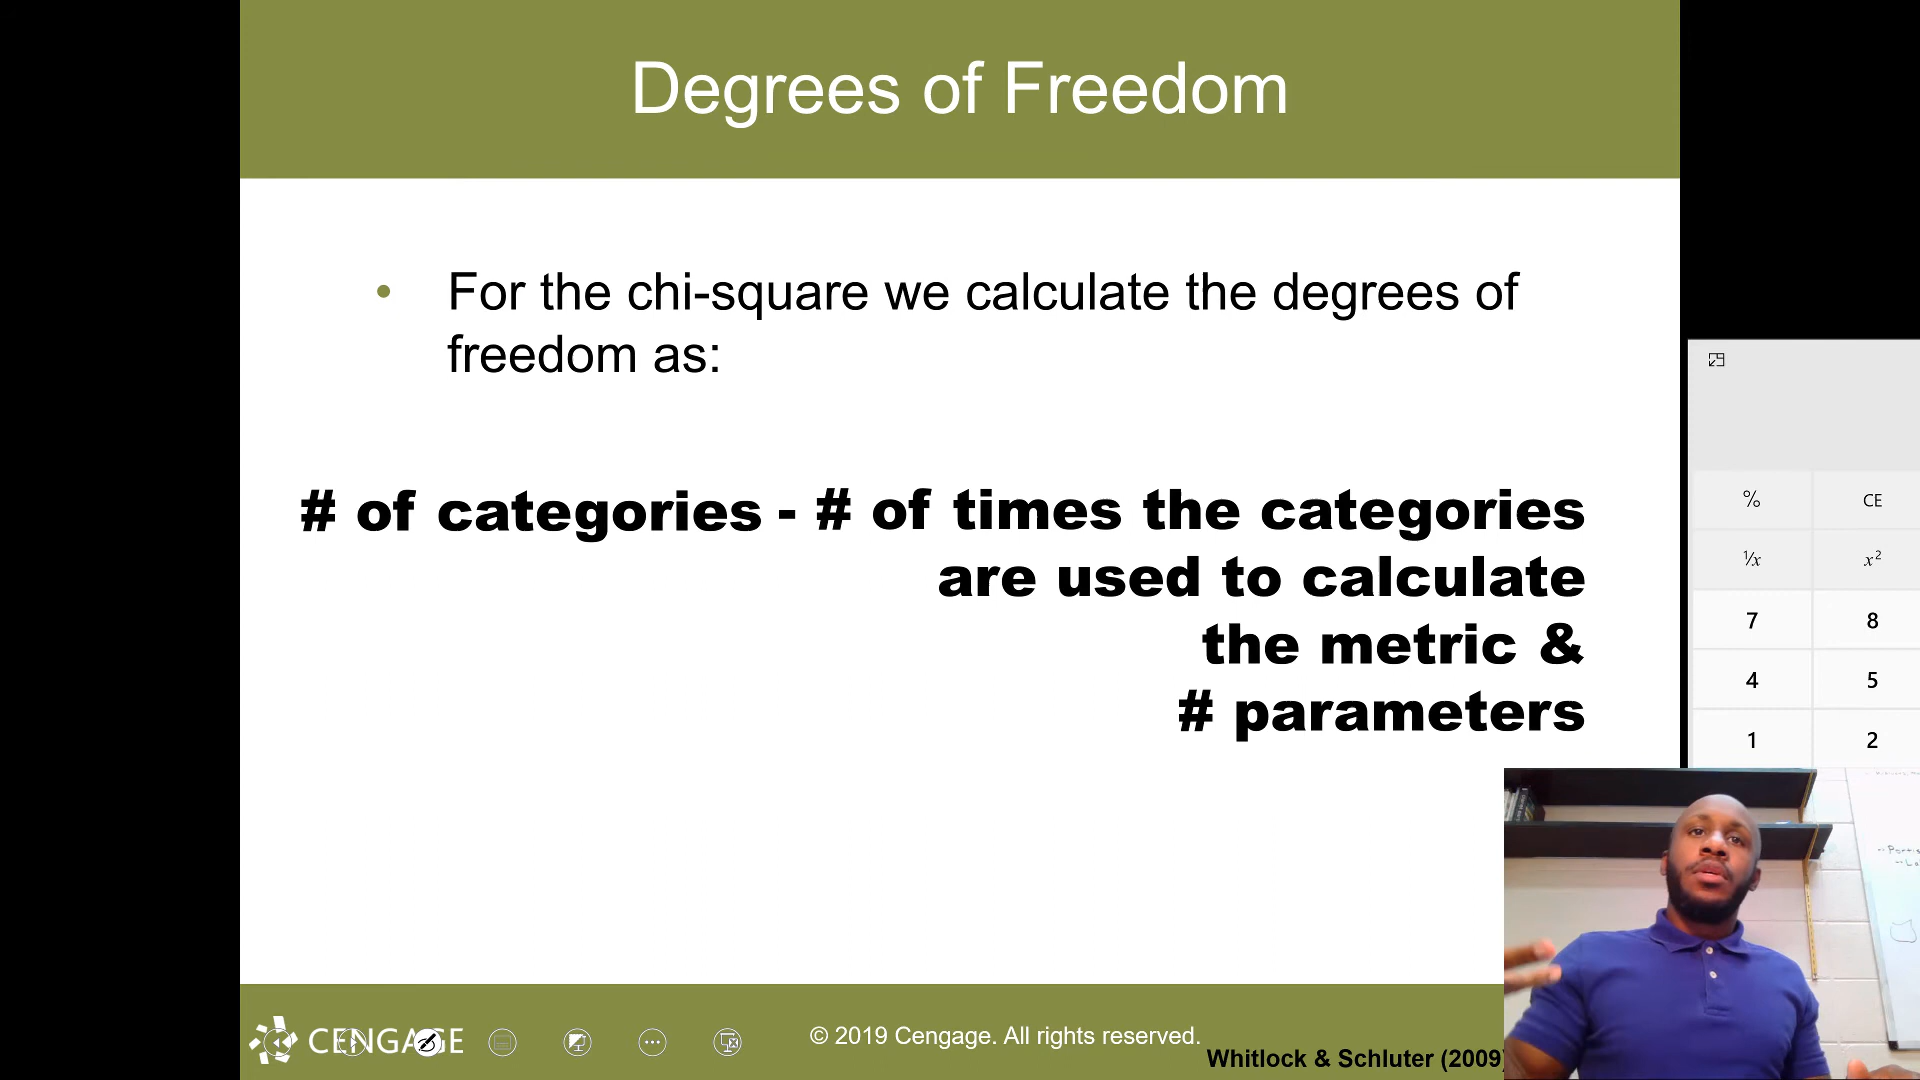 Degrees of Freedom
• For the chi-square we calculate the degrees of
freedom as:
# of categories - # of times the categories
are used to calculate
the metric &
# parameters
% CE
1/x x²
7 8
4 5
1 2
CENGAGE
© 2019 Cengage. All rights reserved.
Whitlock & Schluter (2009)